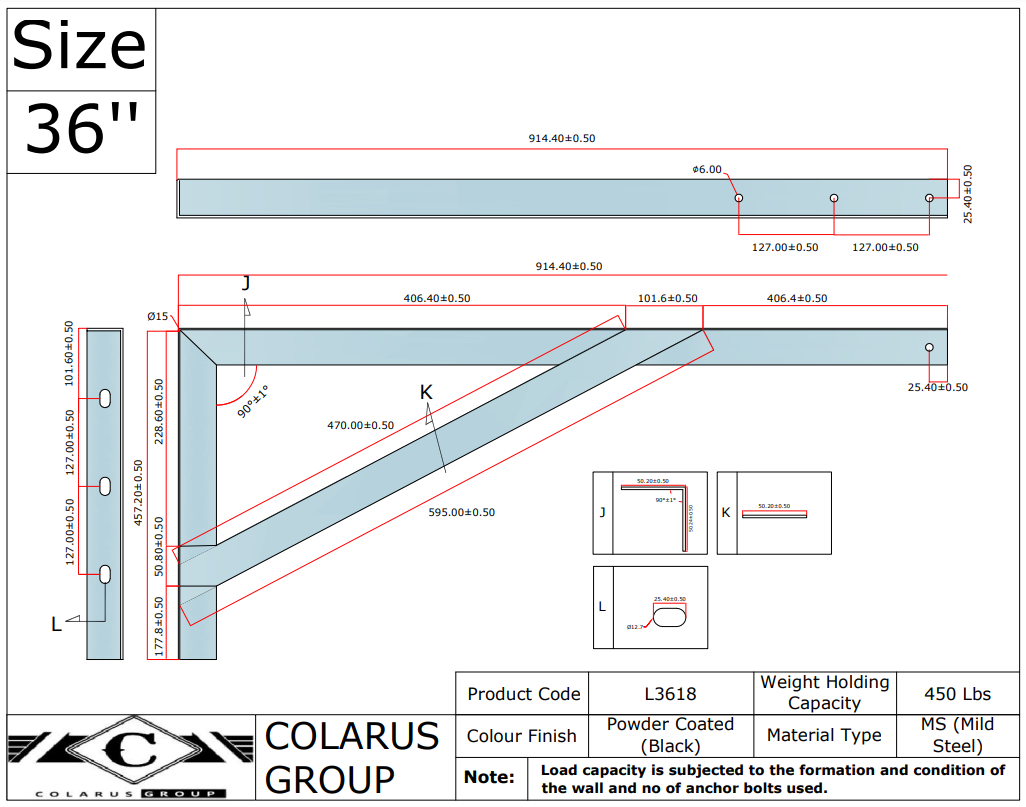 Size
36''
914.40±0.50
ø6.00
25.40±0.50
127.00±0.50
127.00±0.50
914.40±0.50
J
406.40±0.50
101.6±0.50
406.4±0.50
Ø15
101.60±0.50
127.00±0.50
127.00±0.50
L
228.60±0.50
457.20±0.50
50.80±0.50
177.8±0.50
90°±1°
K
470.00±0.50
595.00±0.50
25.40±0.50
J
50.20±0.50
90°±1°
50.24±0.50
K
50.20±0.50
L
25.40±0.50
Ø12.7
Product Code
L3618
Weight Holding
Capacity
450 Lbs
Colour Finish
Powder Coated
(Black)
Material Type
MS (Mild
Steel)
Note:
Load capacity is subjected to the formation and condition of
the wall and no of anchor bolts used.
C
COLARUS GROUP
COLARUS
GROUP